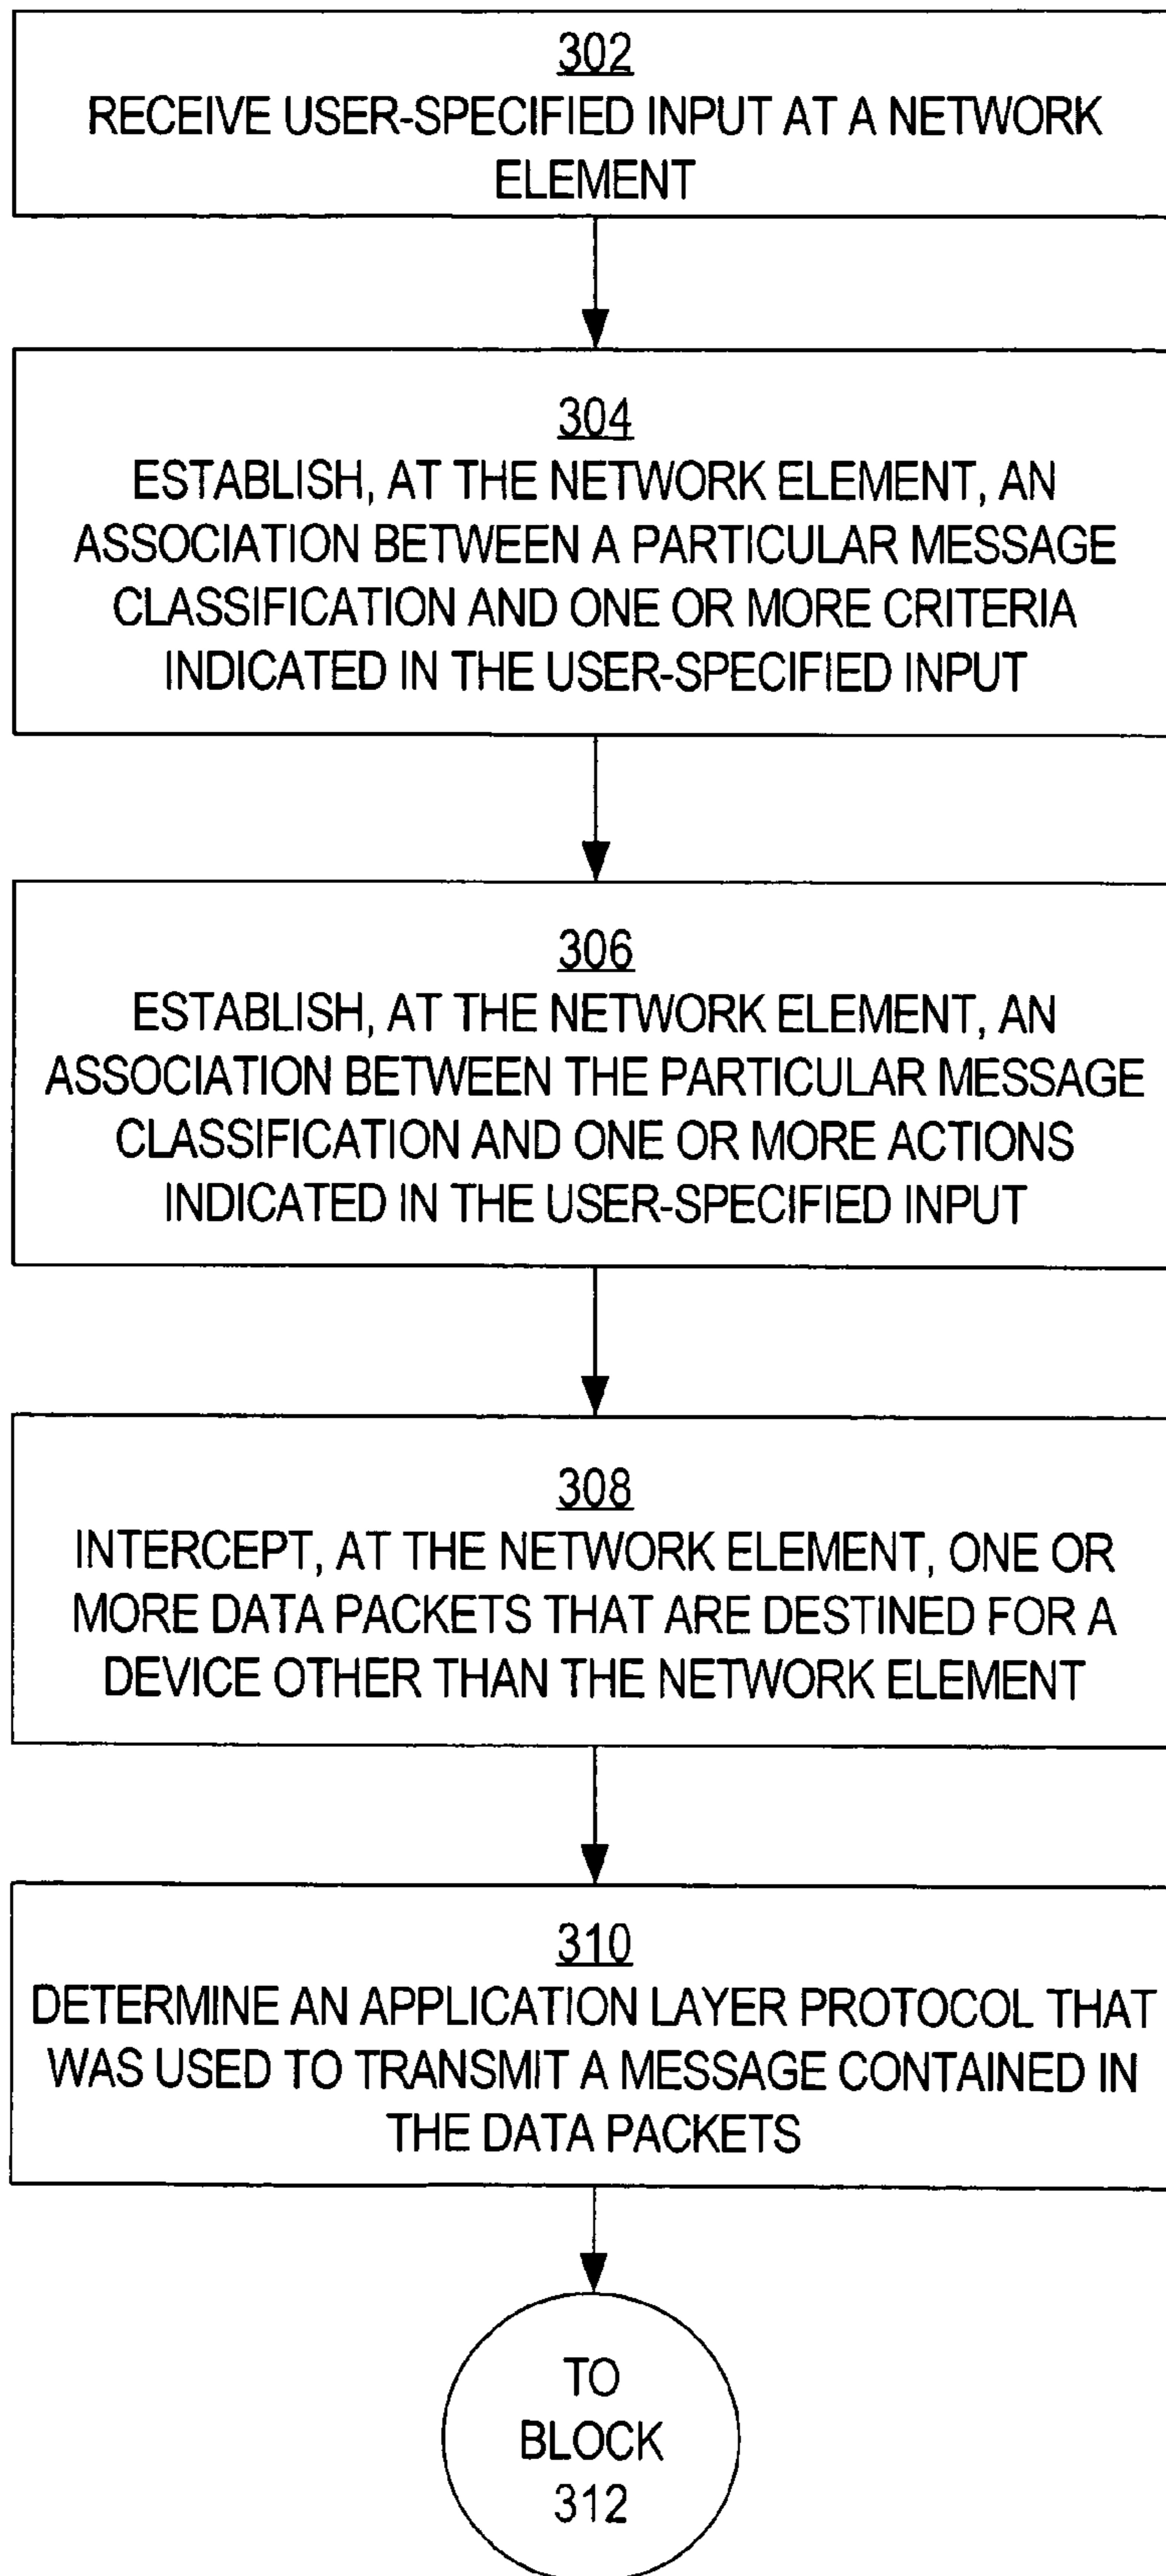 302
RECEIVE USER-SPECIFIED INPUT AT A NETWORK
ELEMENT
304
ESTABLISH, AT THE NETWORK ELEMENT, AN
ASSOCIATION BETWEEN A PARTICULAR MESSAGE
CLASSIFICATION AND ONE OR MORE CRITERIA
INDICATED IN THE USER-SPECIFIED INPUT
306
ESTABLISH, AT THE NETWORK ELEMENT, AN
ASSOCIATION BETWEEN THE PARTICULAR MESSAGE
CLASSIFICATION AND ONE OR MORE ACTIONS
INDICATED IN THE USER-SPECIFIED INPUT
308
INTERCEPT, AT THE NETWORK ELEMENT, ONE OR
MORE DATA PACKETS THAT ARE DESTINED FOR A
DEVICE OTHER THAN THE NETWORK ELEMENT
310
DETERMINE AN APPLICATION LAYER PROTOCOL THAT
WAS USED TO TRANSMIT A MESSAGE CONTAINED IN
THE DATA PACKETS
TO
BLOCK
312